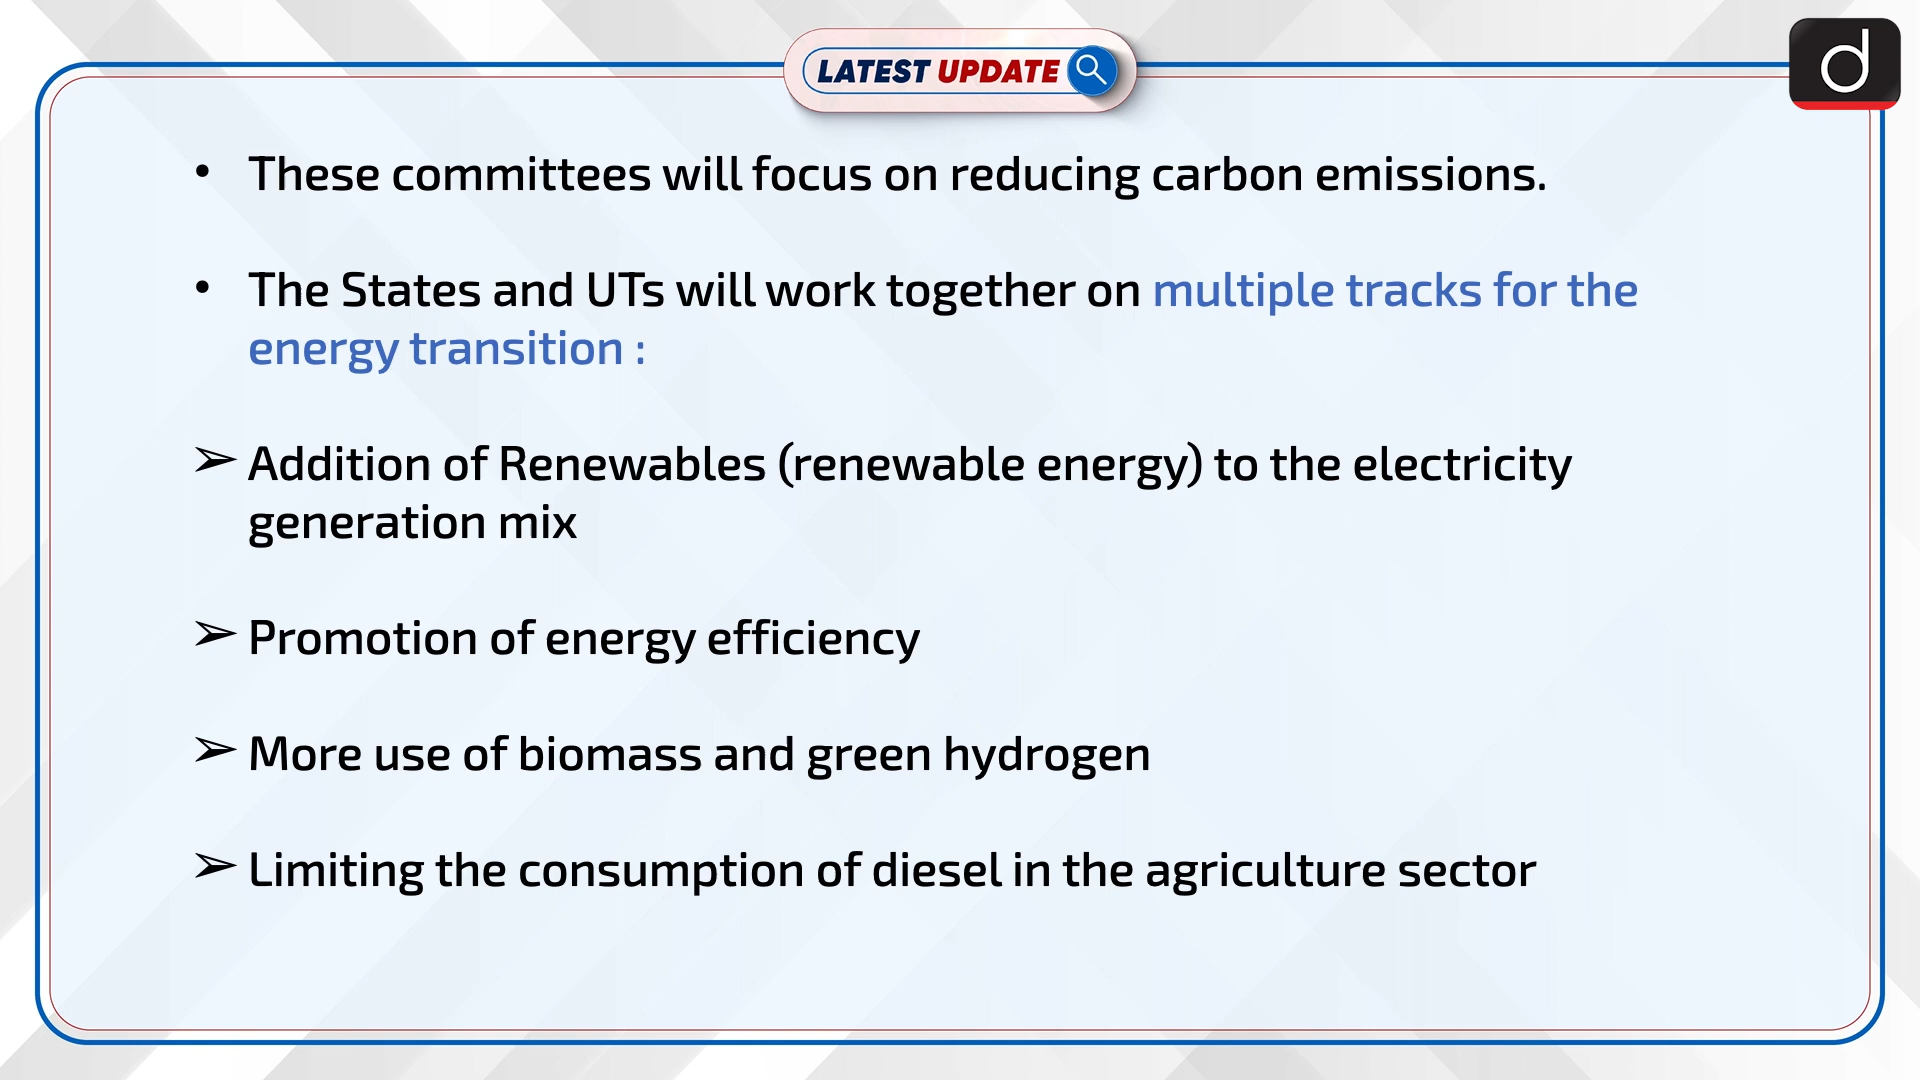 LATEST UPDATE
d
• These committees will focus on reducing carbon emissions.
• The States and UTs will work together on multiple tracks for the
energy transition :
➢ Addition of Renewables (renewable energy) to the electricity
generation mix
➢ Promotion of energy efficiency
➢ More use of biomass and green hydrogen
➢ Limiting the consumption of diesel in the agriculture sector